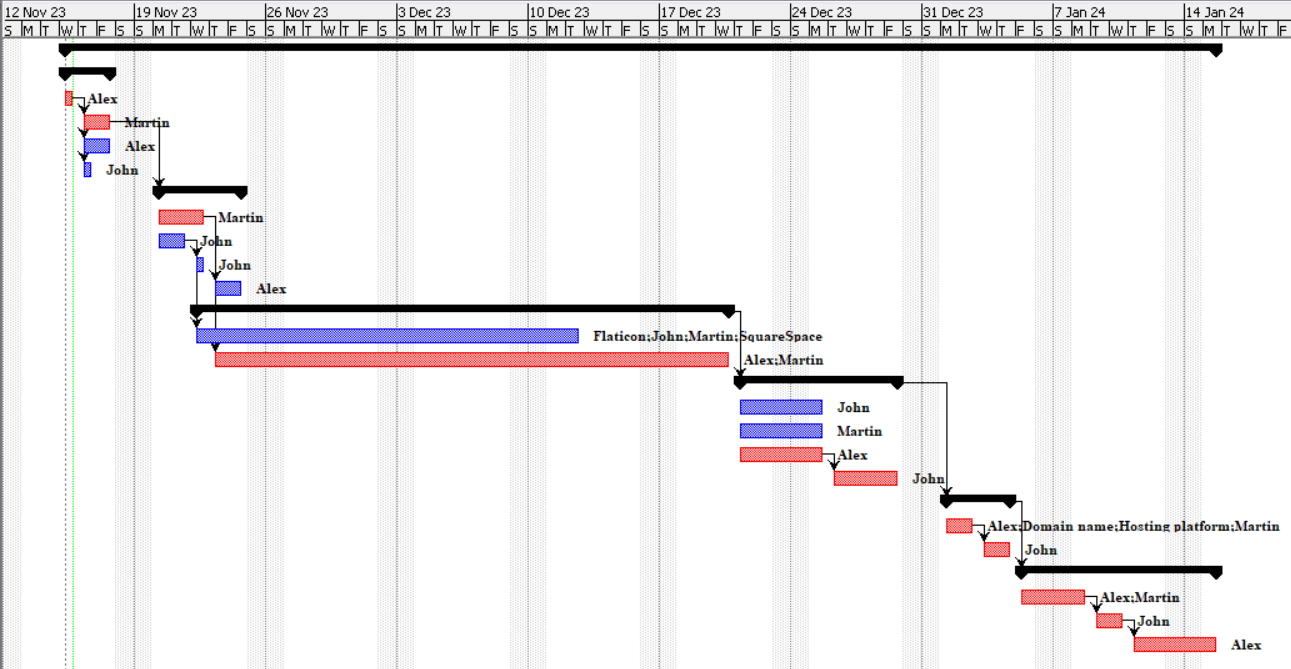 12 Nov 23 19 Nov 23 26 Nov 23 3 Dec 23 10 Dec 23 17 Dec 23 24 Dec 23 31 Dec 23 7 Jan 24 14 Jan 24
S M T W T F S S M T W T F S S M T W T F S S M T W T F S S M T W T F S S M T W T F S S M T W T F S S M T W T F S S M T W T F S S M T W T F
Alex
Martin
Alex
John
Martin
John
John
Alex
Flaticon;John;Martin;SquareSpace
Alex;Martin
John
Martin
Alex
John
Alex;Domain name;Hosting platform;Martin
John
Alex;Martin
John
Alex